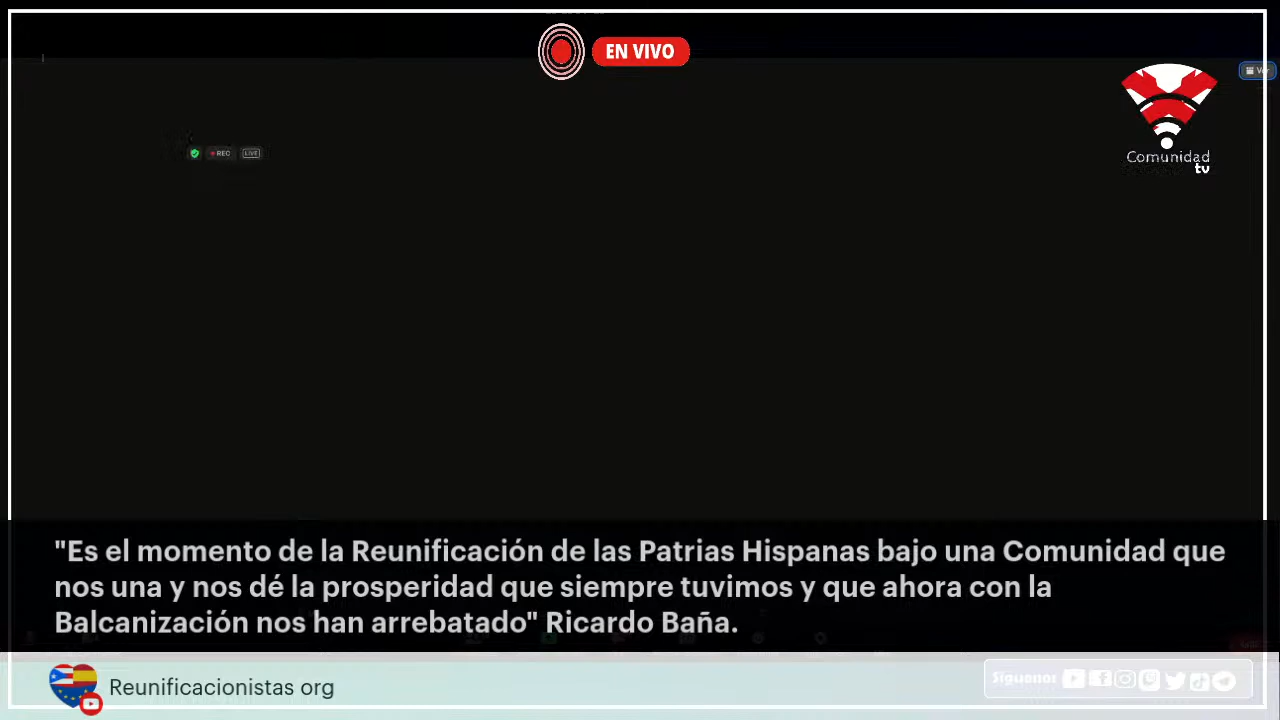 EN VIVO
Ver
Comunidad
tv
REC
LIVE
"Es el momento de la Reunificación de las Patrias Hispanas bajo una Comunidad que
nos una y nos dé la prosperidad que siempre tuvimos y que ahora con la
Balcanización nos han arrebatado" Ricardo Baña.
Reunificacionistas org
Síguenos